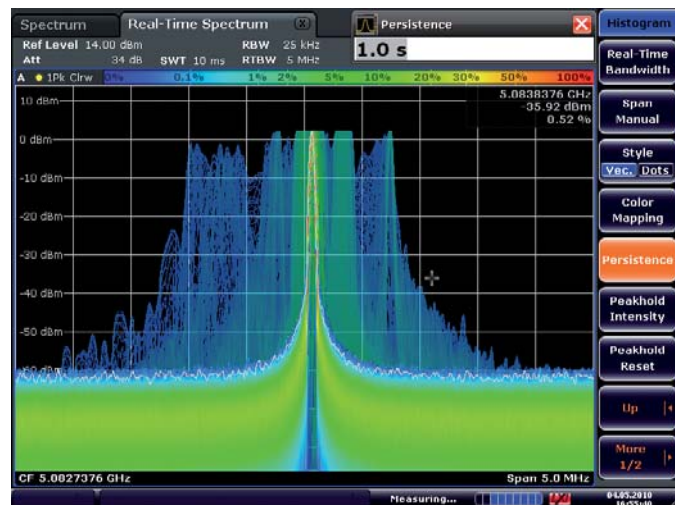 Spectrum
Real-Time Spectrum
Persistence
1.0 s
Ref Level 14.00 dBm
RBW 25 kHz
Att 34 dB SWT 10 ms RTBW 5 MHz
A 1Pk Clrw 0% 0.1% 1% 2% 5% 10% 20% 30% 50% 100%
5.0838376 GHz
-35.92 dBm
0.52 %
10 dBm
0 dBm
-10 dBm
-20 dBm
-30 dBm
-40 dBm
-50 dBm
CF 5.0827376 GHz
Span 5.0 MHz
Measuring...
04.05.2010
Histogram
Real-Time
Bandwidth
Span
Manual
Style
Vec. Dots
Color
Mapping
Persistence
Peakhold
Intensity
Peakhold
Reset
Up
More
1/2